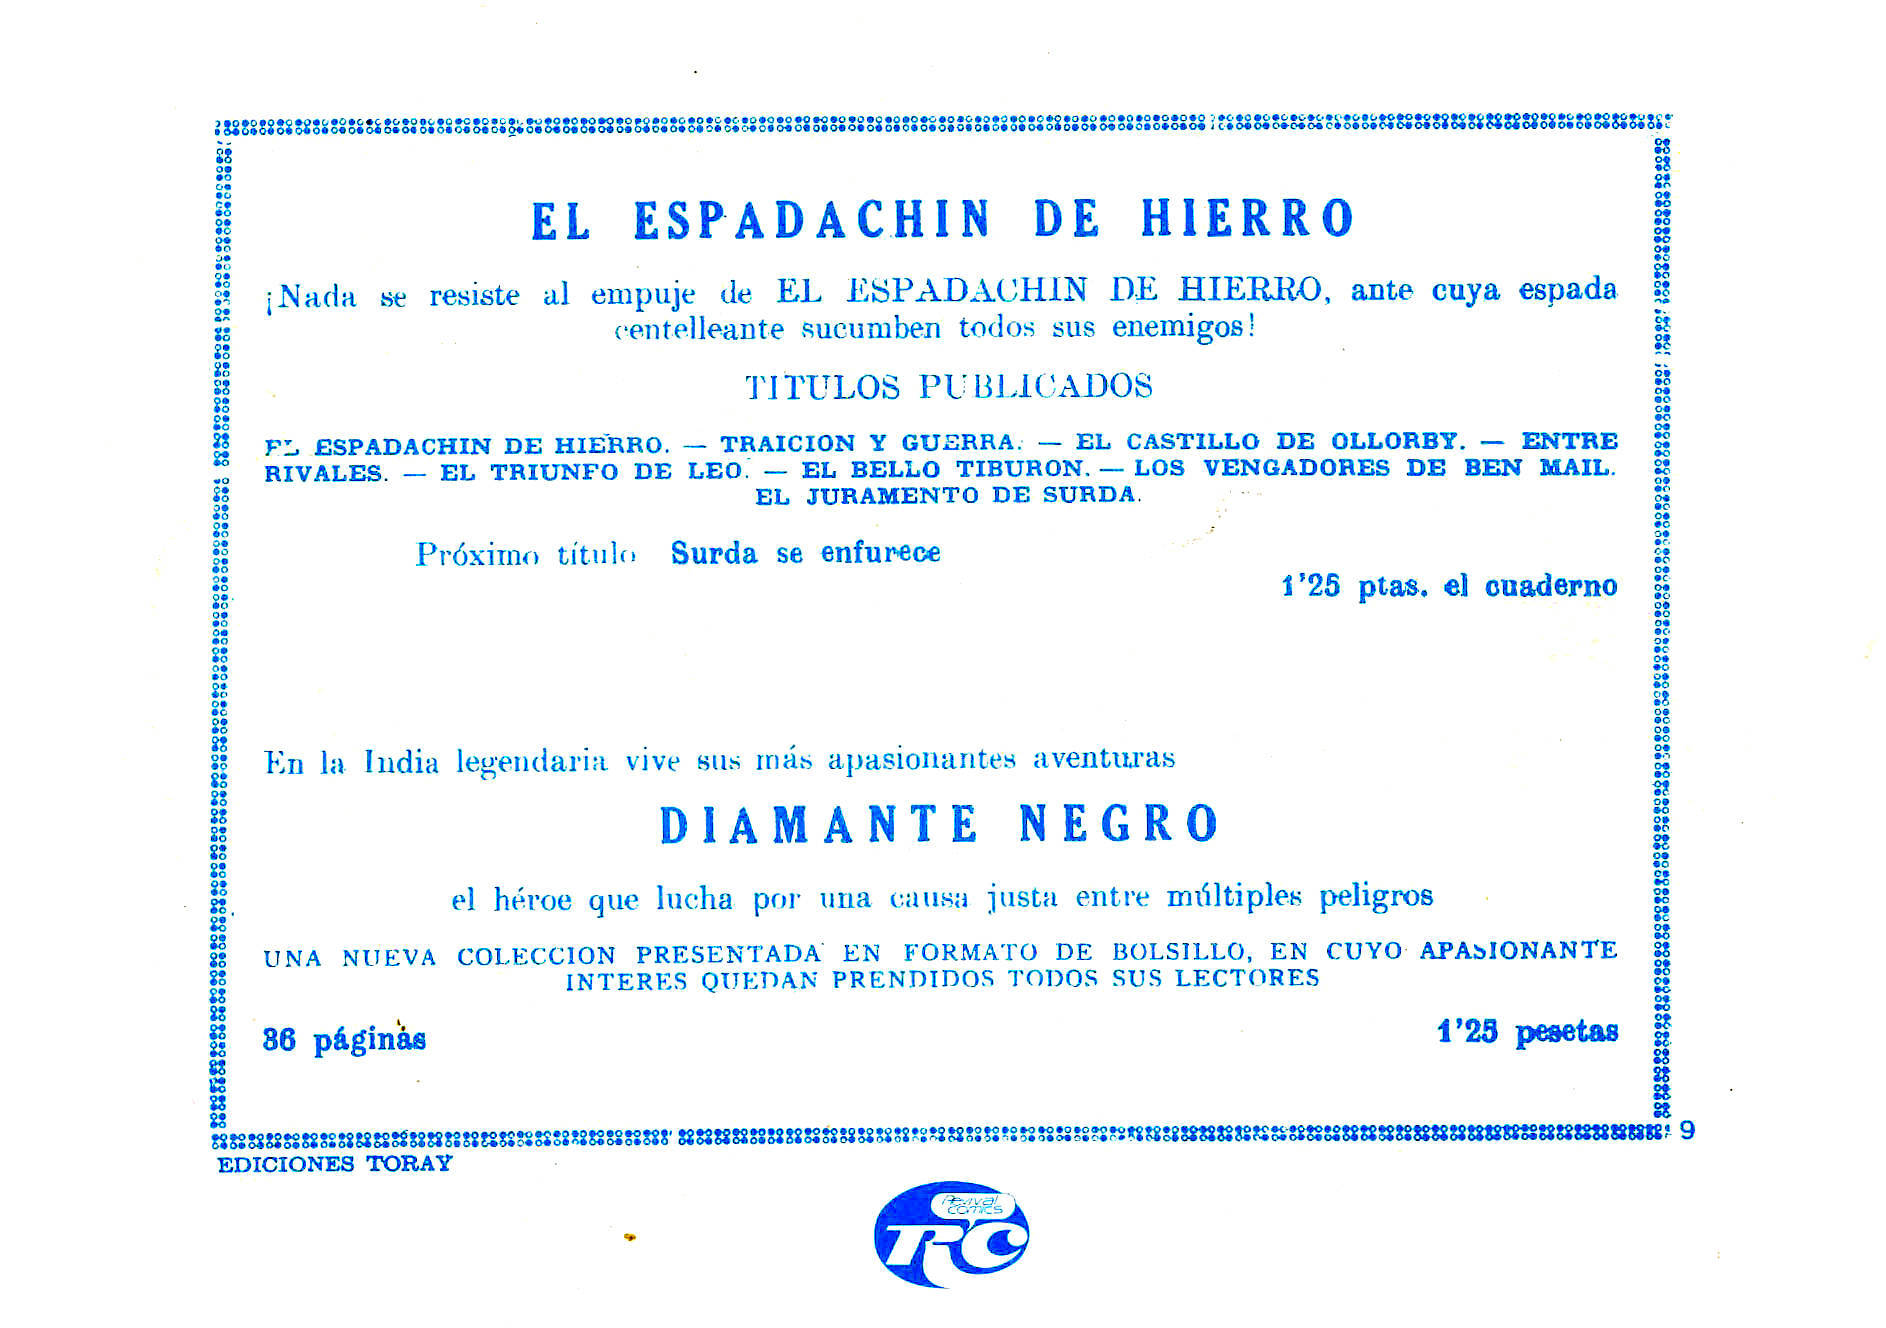 EL ESPADACHIN DE HIERRO
¡Nada se resiste al empuje de EL ESPADACHIN DE HIERRO, ante cuya espada
centelleante sucumben todos sus enemigos!
TITULOS PUBLICADOS
EL ESPADACHIN DE HIERRO. — TRAICION Y GUERRA. — EL CASTILLO DE OLLORBY. — ENTRE
RIVALES. — EL TRIUNFO DE LEO. — EL BELLO TIBURON. — LOS VENGADORES DE BEN MAIL.
EL JURAMENTO DE SURDA.
Próximo título Surda se enfurece
1'25 ptas. el cuaderno
En la India legendaria vive sus más apasionantes aventuras
DIAMANTE NEGRO
el héroe que lucha por una causa justa entre múltiples peligros
UNA NUEVA COLECCION PRESENTADA EN FORMATO DE BOLSILLO, EN CUYO APASIONANTE
INTERES QUEDAN PRENDIDOS TODOS SUS LECTORES
36 páginas
1'25 pesetas
9
EDICIONES TORAY
Revival
comics
TRC